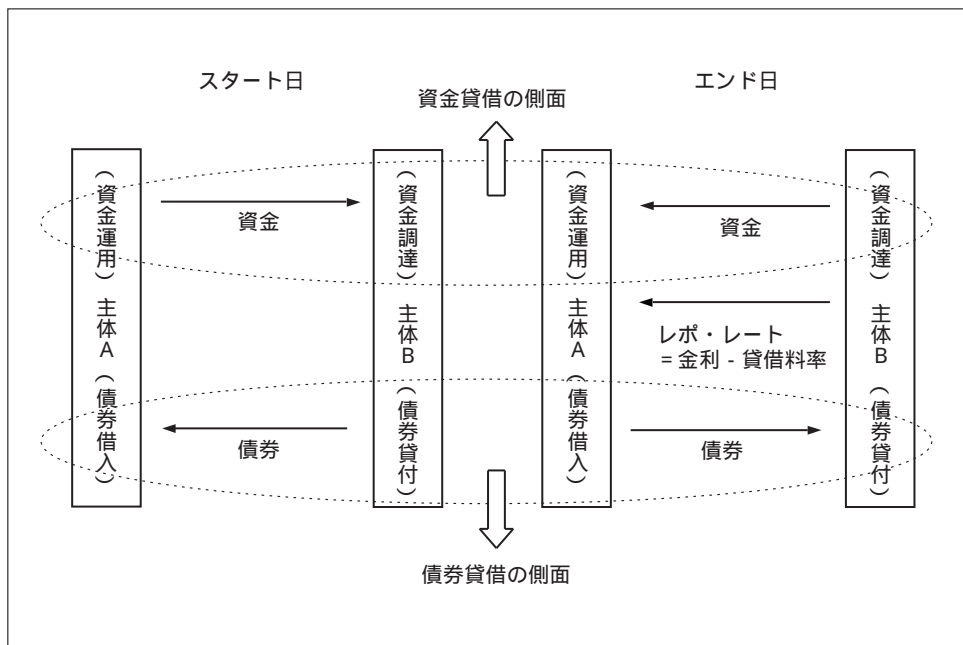 スタート日
エンド日
資金貸借の側面
(資金運用) 主体A (債券借入)
資金
債券
(資金調達) 主体B (債券貸付)
(資金運用) 主体A (債券借入)
資金
レポ・レート
= 金利 - 貸借料率
債券
(資金調達) 主体B (債券貸付)
債券貸借の側面